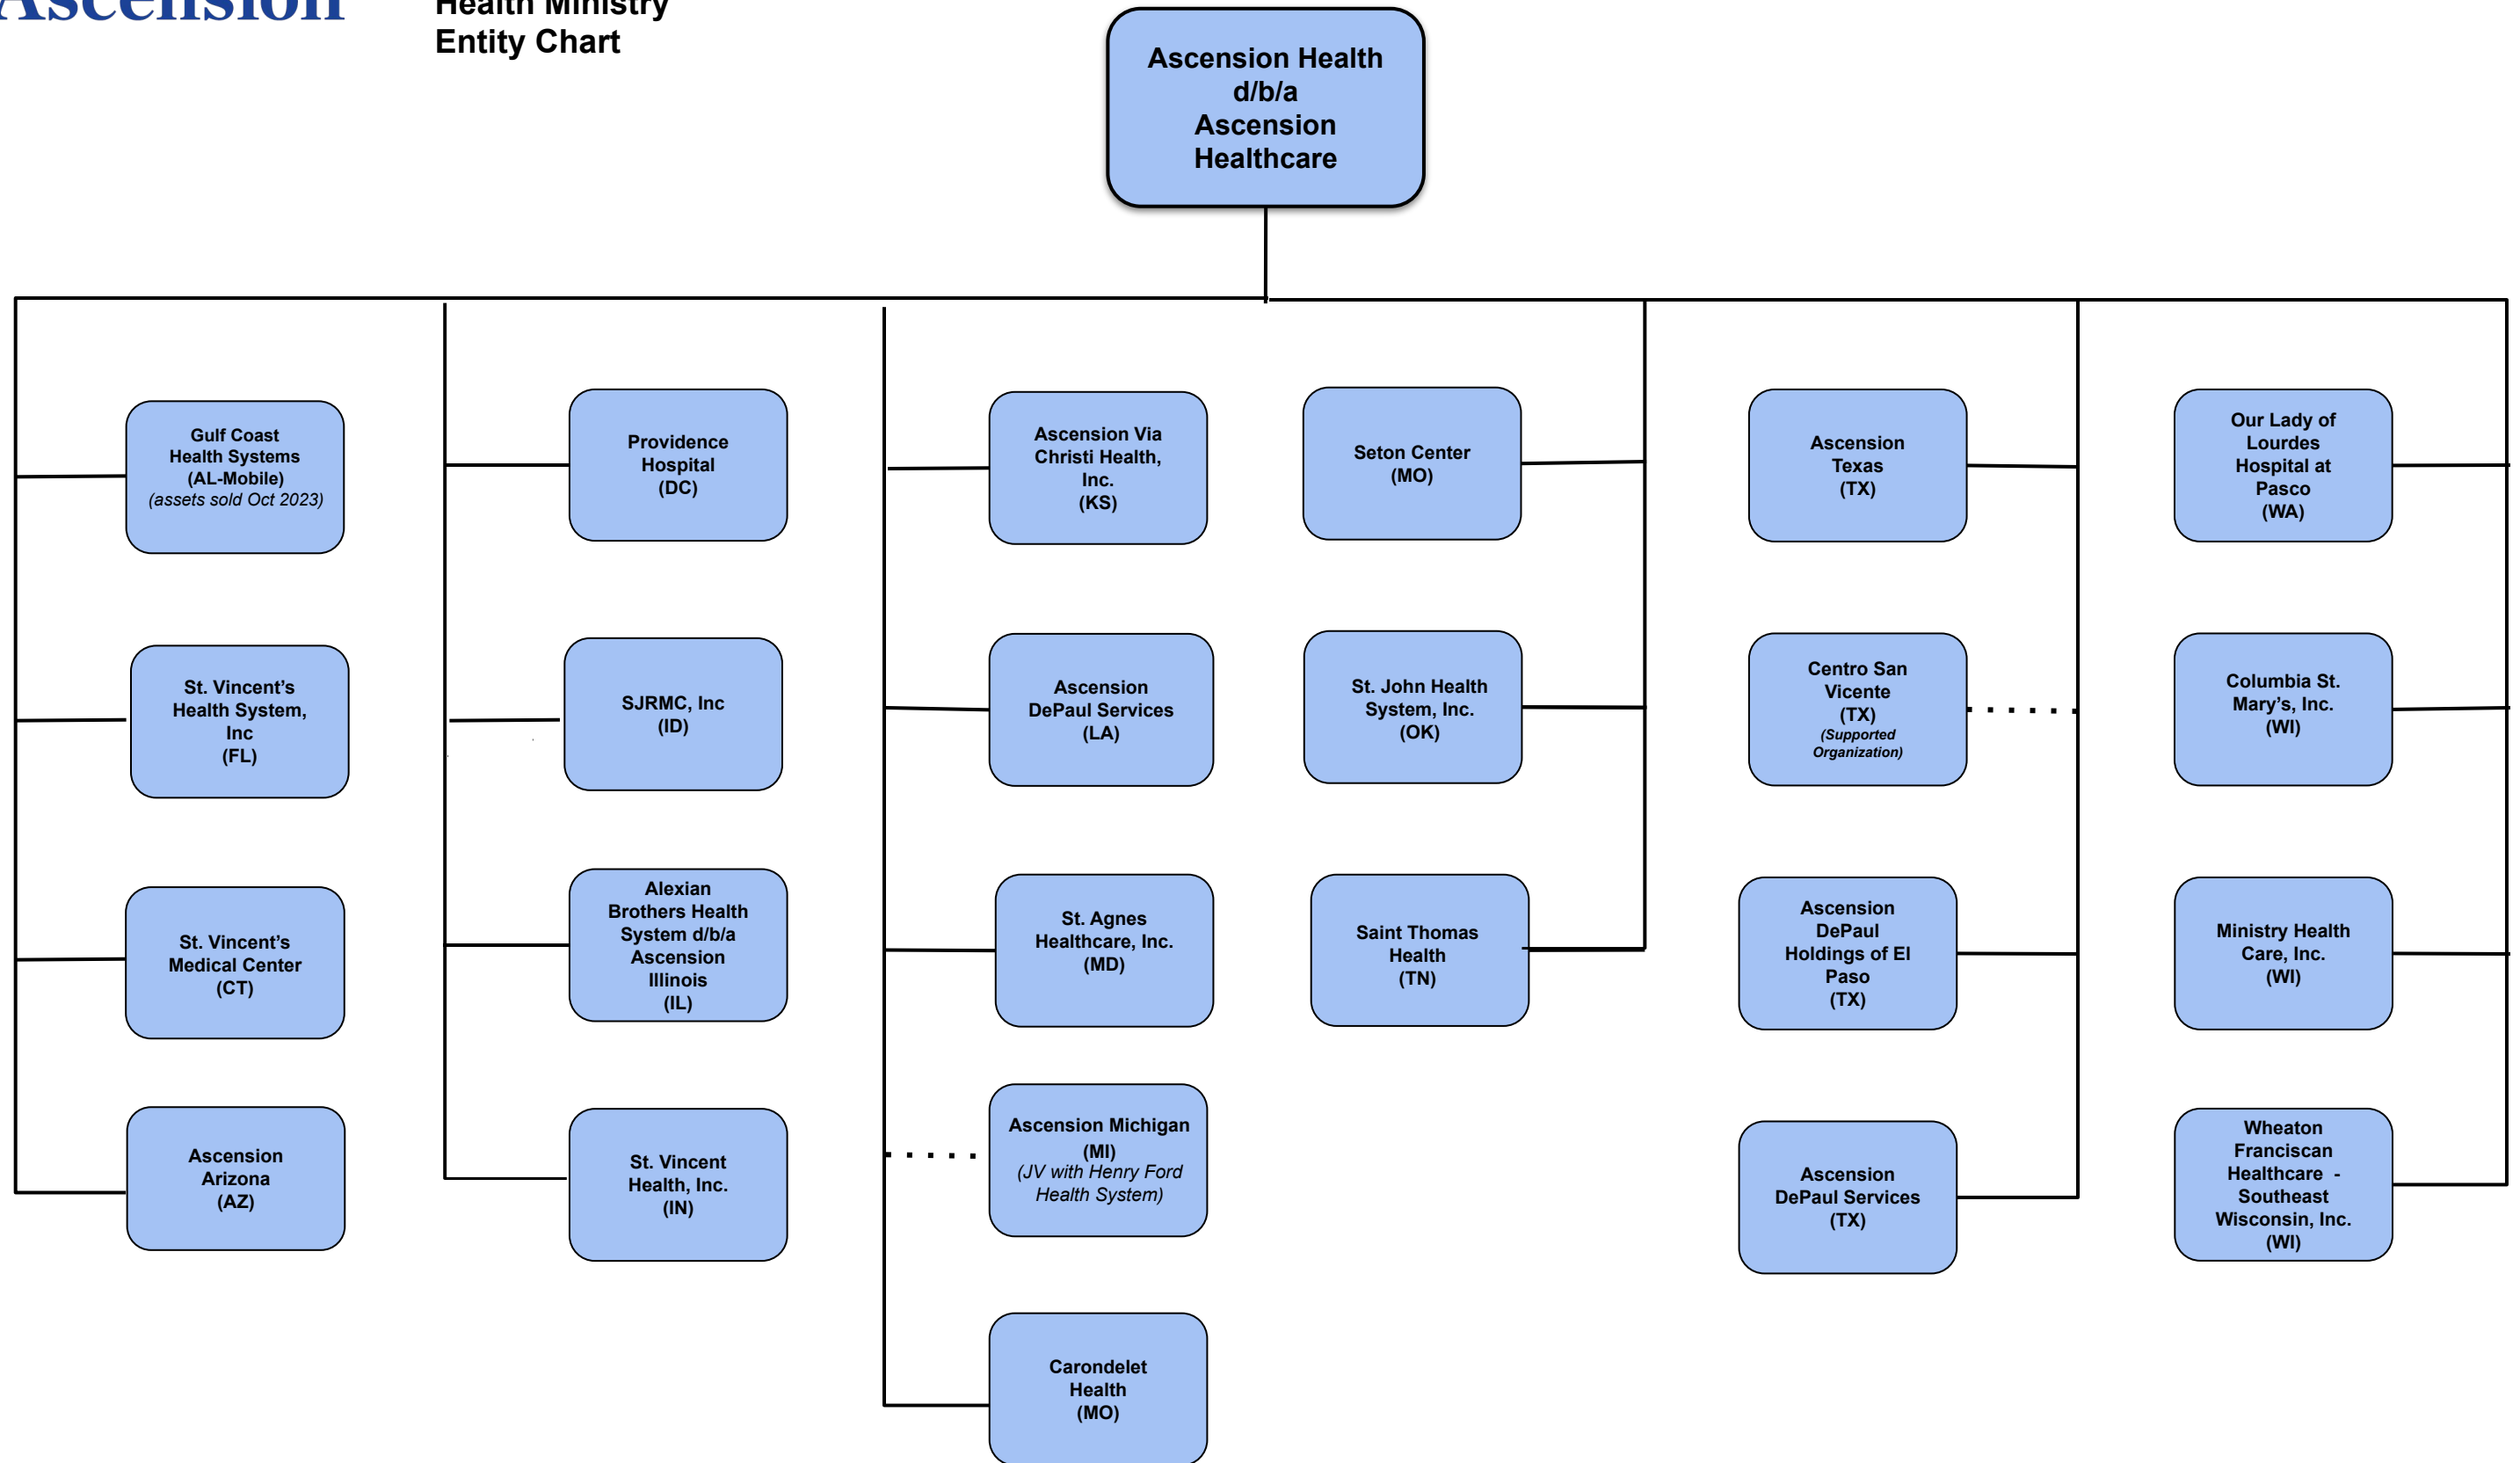 Ascension
Health Ministry
Entity Chart
Ascension Health
d/b/a
Ascension
Healthcare
Gulf Coast
Health Systems
(AL-Mobile)
(assets sold Oct 2023)
St. Vincent’s
Health System,
Inc
(FL)
St. Vincent’s
Medical Center
(CT)
Ascension
Arizona
(AZ)
Providence
Hospital
(DC)
SJRMC, Inc
(ID)
Alexian
Brothers Health
System d/b/a
Ascension
Illinois
(IL)
St. Vincent
Health, Inc.
(IN)
Ascension Via
Christi Health,
Inc.
(KS)
Ascension
DePaul Services
(LA)
St. Agnes
Healthcare, Inc.
(MD)
Ascension Michigan
(MI)
(JV with Henry Ford
Health System)
Carondelet
Health
(MO)
Seton Center
(MO)
St. John Health
System, Inc.
(OK)
Saint Thomas
Health
(TN)
Ascension
Texas
(TX)
Centro San
Vicente
(TX)
(Supported
Organization)
Ascension
DePaul
Holdings of El
Paso
(TX)
Ascension
DePaul Services
(TX)
Our Lady of
Lourdes
Hospital at
Pasco
(WA)
Columbia St.
Mary’s, Inc.
(WI)
Ministry Health
Care, Inc.
(WI)
Wheaton
Franciscan
Healthcare -
Southeast
Wisconsin, Inc.
(WI)